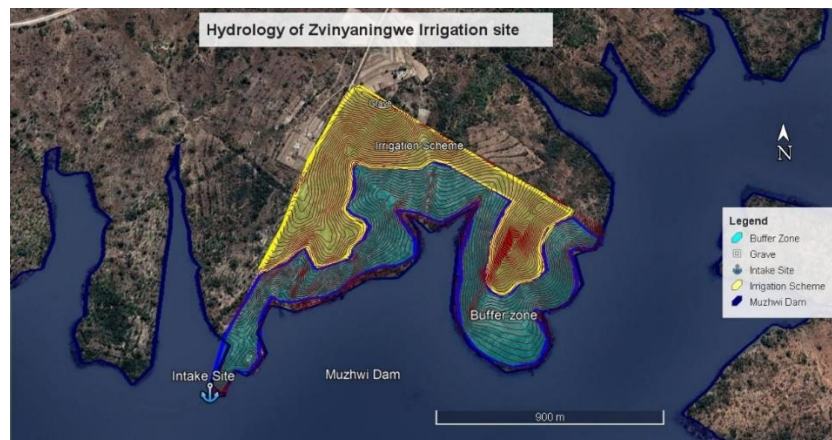 Hydrology of Zvinyaningwe Irrigation site
Grave
Irrigation Scheme
N
Legend
Buffer Zone
Grave
Intake Site
Irrigation Scheme
Muzhwi Dam
Buffer zone
Intake Site
Muzhwi Dam
900 m